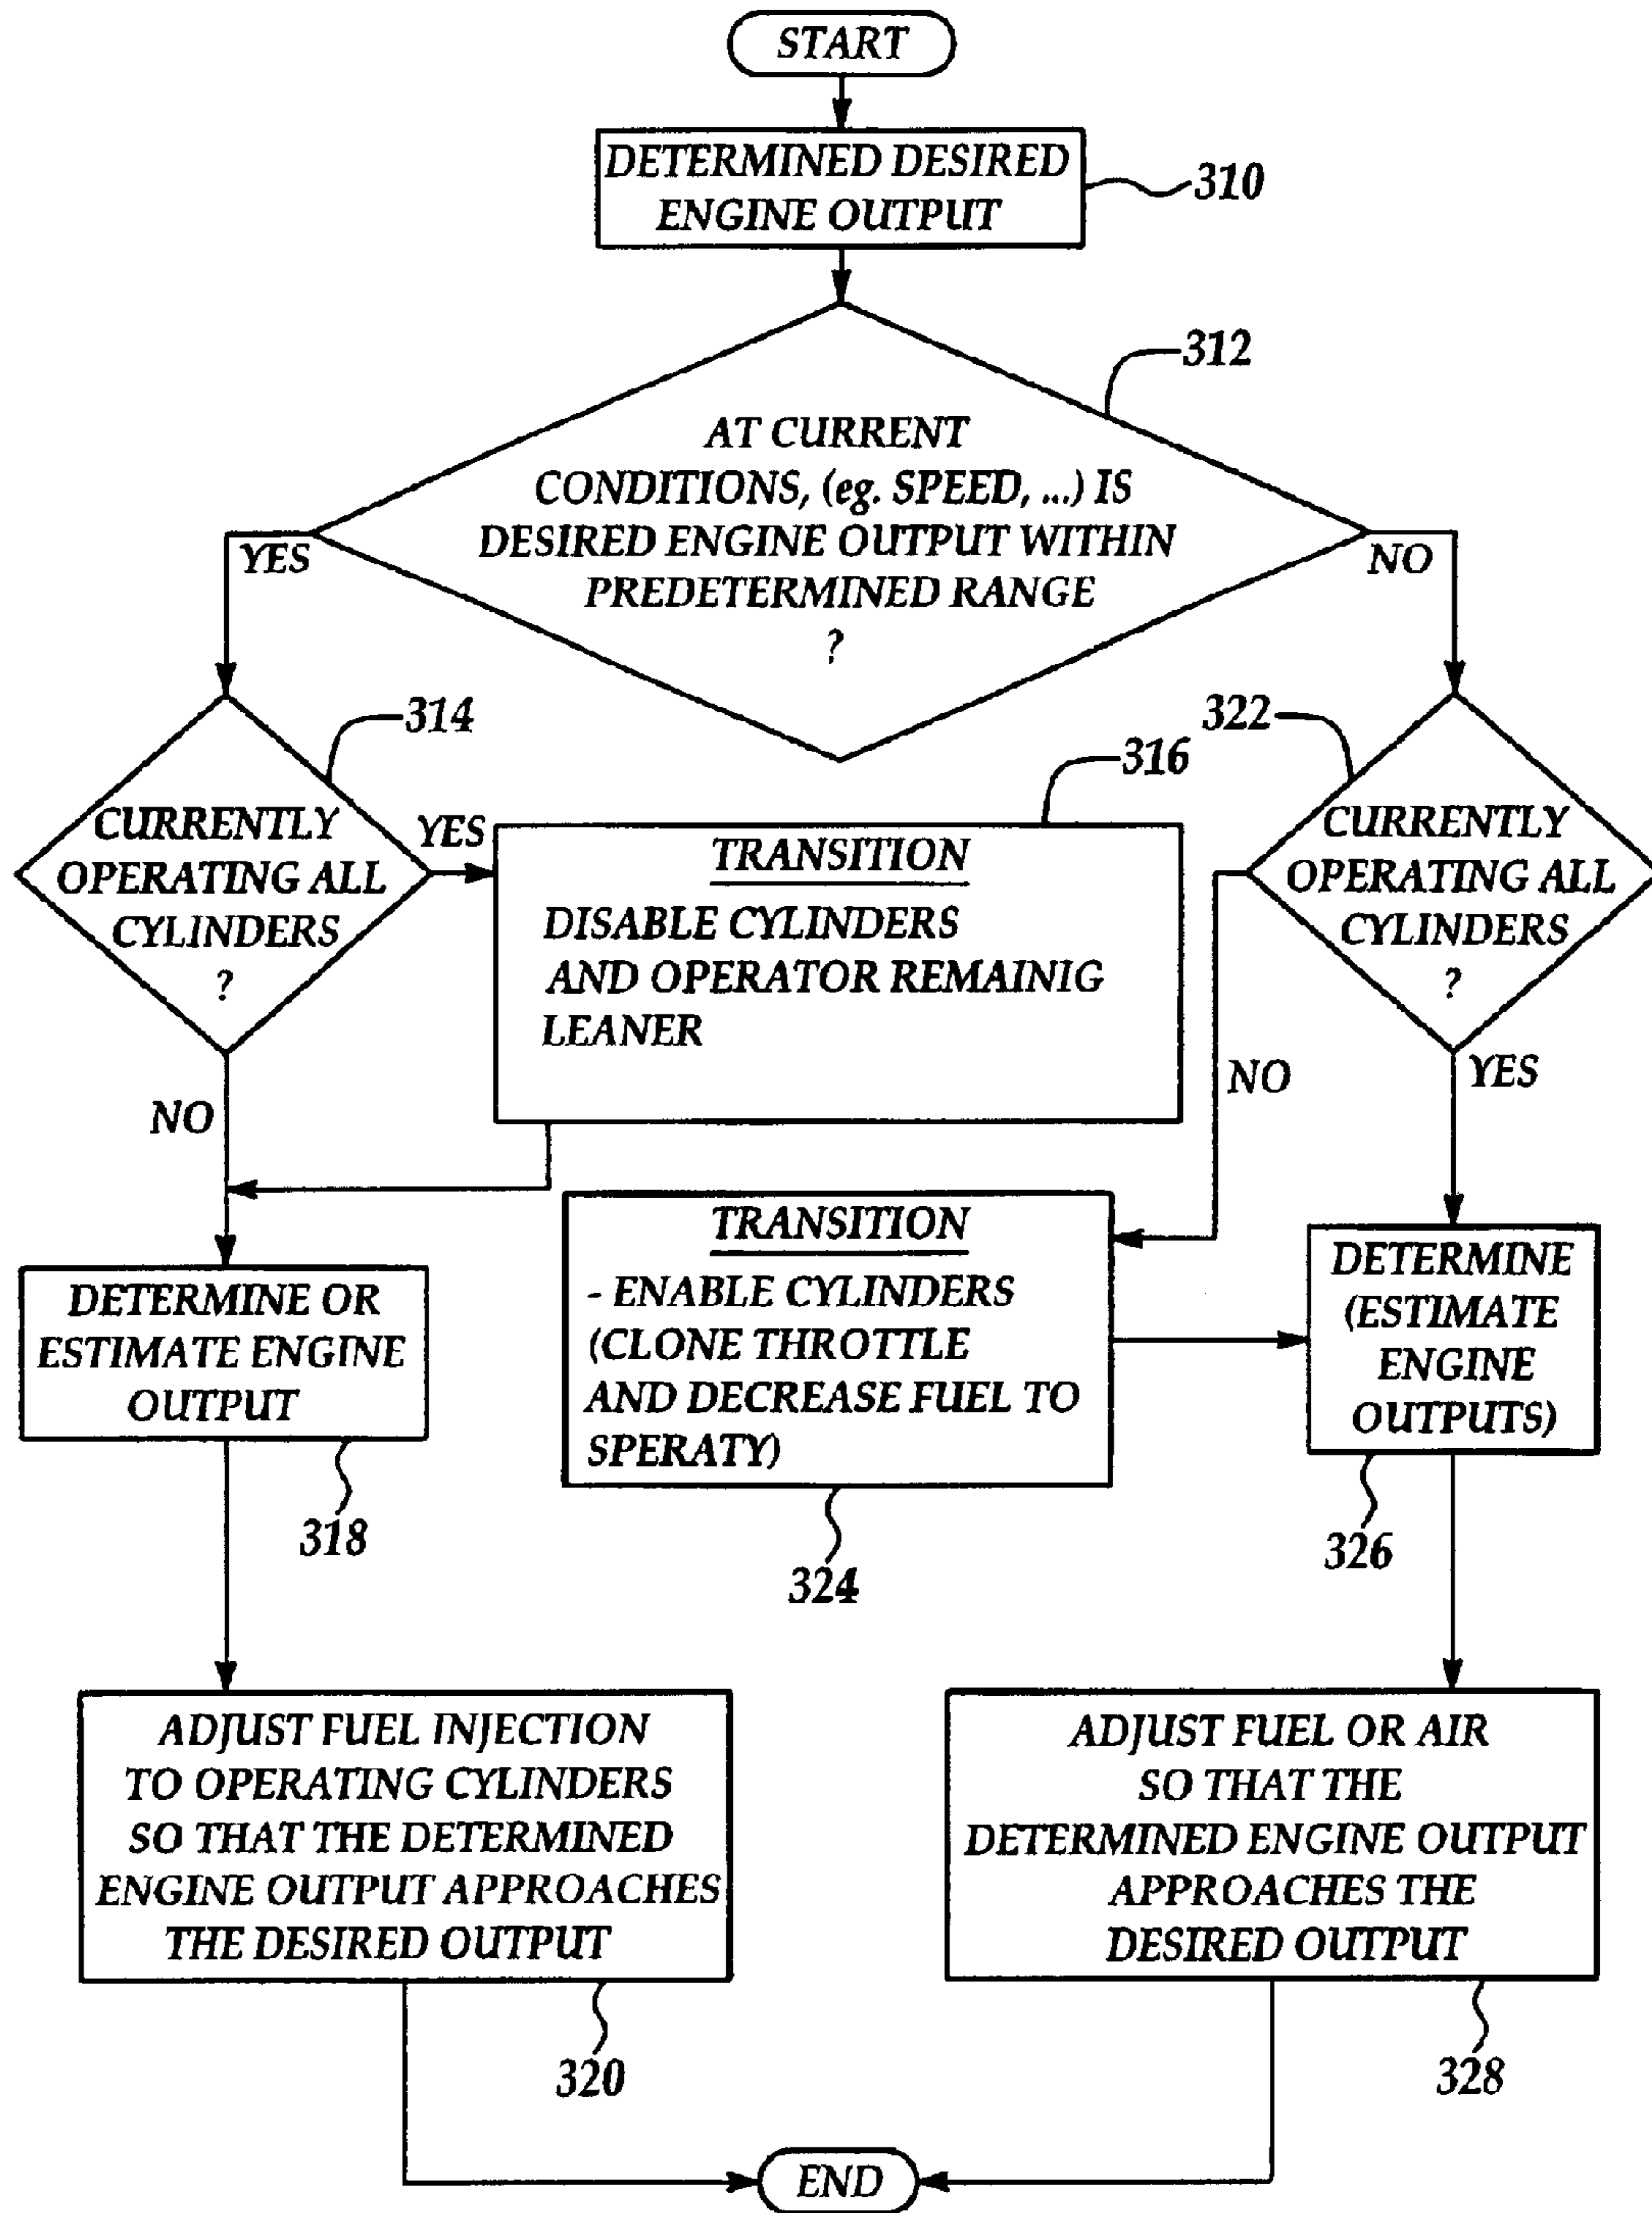 START
DETERMINED DESIRED
ENGINE OUTPUT
310
312
AT CURRENT
CONDITIONS, (eg. SPEED, ...) IS
DESIRED ENGINE OUTPUT WITHIN
PREDETERMINED RANGE
?
YES
NO
314
CURRENTLY
OPERATING ALL
CYLINDERS
?
YES
NO
316
TRANSITION
DISABLE CYLINDERS
AND OPERATOR REMAINIG
LEANER
322
CURRENTLY
OPERATING ALL
CYLINDERS
?
NO
YES
TRANSITION
- ENABLE CYLINDERS
(CLONE THROTTLE
AND DECREASE FUEL TO
SPERATY)
324
DETERMINE OR
ESTIMATE ENGINE
OUTPUT
318
DETERMINE
(ESTIMATE
ENGINE
OUTPUTS)
326
ADJUST FUEL INJECTION
TO OPERATING CYLINDERS
SO THAT THE DETERMINED
ENGINE OUTPUT APPROACHES
THE DESIRED OUTPUT
320
ADJUST FUEL OR AIR
SO THAT THE
DETERMINED ENGINE OUTPUT
APPROACHES THE
DESIRED OUTPUT
328
END